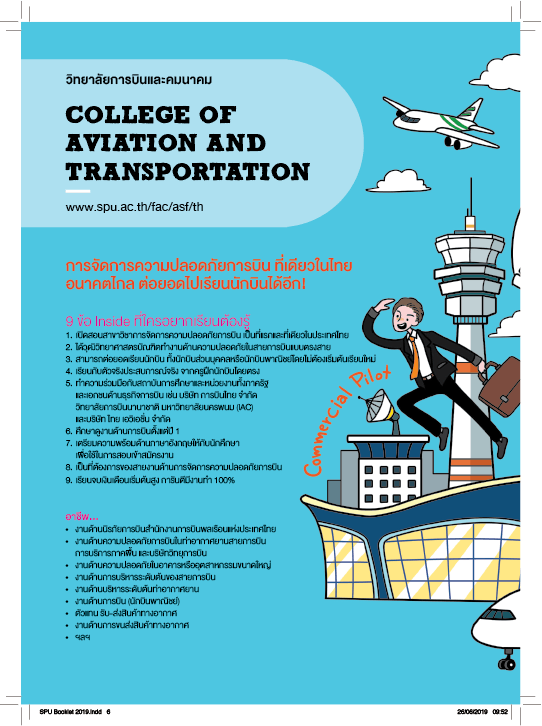 วิทยาลัยการบินและคมนาคม
COLLEGE OF
AVIATION AND
TRANSPORTATION
www.spu.ac.th/fac/asf/th
การจัดการความปลอดภัยการบิน ที่เดียวในไทย
อนาคตไกล ต่อยอดไปเรียนนักบินได้อีก!
9 ข้อ Inside ที่ใครอยากเรียนต้องรู้
1. เปิดสอนสาขาวิชาการจัดการความปลอดภัยการบิน เป็นที่แรกและที่เดียวในประเทศไทย
2. ได้วุฒิวิทยาศาสตรบัณฑิตทำงานด้านความปลอดภัยในสายการบินแบบตรงสาย
3. สามารถต่อยอดเรียนนักบิน ทั้งนักบินส่วนบุคคลหรือนักบินพาณิชย์โดยไม่ต้องเริ่มต้นเรียนใหม่
4. เรียนกับตัวจริงประสบการณ์จริง จากครูฝึกนักบินโดยตรง
5. ทำความร่วมมือกับสถาบันการศึกษาและหน่วยงานทั้งภาครัฐ
และเอกชนด้านธุรกิจการบิน เช่น บริษัท การบินไทย จำกัด
วิทยาลัยการบินนานาชาติ มหาวิทยาลัยนครพนม (IAC)
และบริษัท ไทย เอวิเอชั่น จำกัด
6. ศึกษาดูงานด้านการบินตั้งแต่ปี 1
7. เตรียมความพร้อมด้านภาษาอังกฤษให้กับนักศึกษา
เพื่อใช้ในการสอบเข้าสมัครงาน
8. เป็นที่ต้องการของสายงานด้านการจัดการความปลอดภัยการบิน
9. เรียนจบเงินเดือนเริ่มต้นสูง การันตีมีงานทำ 100%
Commercial Pilot
อาชีพ...
• งานด้านนิรภัยการบินสำนักงานการบินพลเรือนแห่งประเทศไทย
• งานด้านความปลอดภัยการบินในท่าอากาศยานสายการบิน
การบริการภาคพื้น และบริษัทวิทยุการบิน
• งานด้านความปลอดภัยในอาคารหรืออุตสาหกรรมขนาดใหญ่
• งานด้านการบริหารระดับต้นของสายการบิน
• งานด้านบริหารระดับต้นท่าอากาศยาน
• งานด้านการบิน (นักบินพาณิชย์)
• ตัวแทน รับ-ส่งสินค้าทางอากาศ
• งานด้านการขนส่งสินค้าทางอากาศ
• ฯลฯ
SPU Booklet 2019.indd 6
26/06/2019 09:52